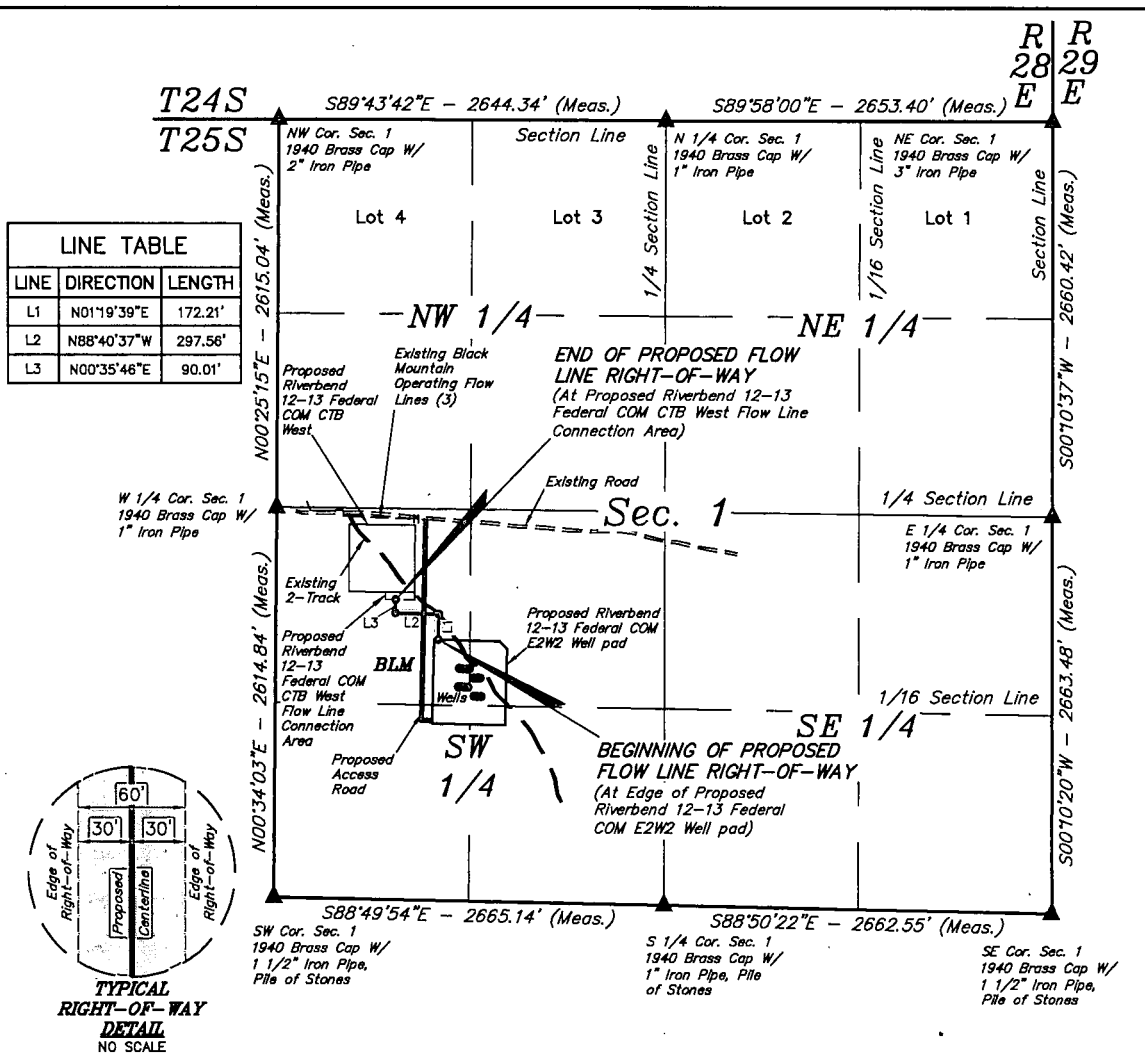 R R
28 29
E E
T24S
T25S
S89°43'42"E - 2644.34' (Meas.)
S89°58'00"E - 2653.40' (Meas.)
NW Cor. Sec. 1
1940 Brass Cap W/
2" Iron Pipe
Section Line
N 1/4 Cor. Sec. 1
1940 Brass Cap W/
1" Iron Pipe
NE Cor. Sec. 1
1940 Brass Cap W/
3" Iron Pipe
Lot 4
Lot 3
Lot 2
Lot 1
1/4 Section Line
1/16 Section Line
Section Line
N00°25'15"E - 2615.04' (Meas.)
S00°10'37"W - 2660.42' (Meas.)
LINE TABLE
LINE DIRECTION LENGTH
L1 N01°19'39"E 172.21'
L2 N88°40'37"W 297.56'
L3 N00°35'46"E 90.01'
NW 1/4
NE 1/4
Proposed
Riverbend
12-13 Federal
COM CTB
West
Existing Black
Mountain
Operating Flow
Lines (3)
END OF PROPOSED FLOW
LINE RIGHT-OF-WAY
(At Proposed Riverbend 12-13
Federal COM CTB West Flow Line
Connection Area)
Existing Road
W 1/4 Cor. Sec. 1
1940 Brass Cap W/
1" Iron Pipe
Sec. 1
1/4 Section Line
E 1/4 Cor. Sec. 1
1940 Brass Cap W/
1" Iron Pipe
Existing
2-Track
L3
L2
L1
Proposed Riverbend
12-13 Federal COM
E2W2 Well pad
Proposed
Riverbend
12-13
Federal COM
CTB West
Flow Line
Connection
Area
BLM
Wells
1/16 Section Line
N00°34'03"E - 2614.84' (Meas.)
S00°10'20"W - 2663.48' (Meas.)
SW
1/4
SE 1/4
Proposed
Access
Road
BEGINNING OF PROPOSED
FLOW LINE RIGHT-OF-WAY
(At Edge of Proposed
Riverbend 12-13 Federal
COM E2W2 Well pad)
60'
30' 30'
Edge of
Right-of-Way
Proposed
Centerline
Edge of
Right-of-Way
TYPICAL
RIGHT-OF-WAY
DETAIL
NO SCALE
S88°49'54"E - 2665.14' (Meas.)
S88°50'22"E - 2662.55' (Meas.)
SW Cor. Sec. 1
1940 Brass Cap W/
1 1/2" Iron Pipe,
Pile of Stones
S 1/4 Cor. Sec. 1
1940 Brass Cap W/
1" Iron Pipe, Pile
of Stones
SE Cor. Sec. 1
1940 Brass Cap W/
1 1/2" Iron Pipe,
Pile of Stones